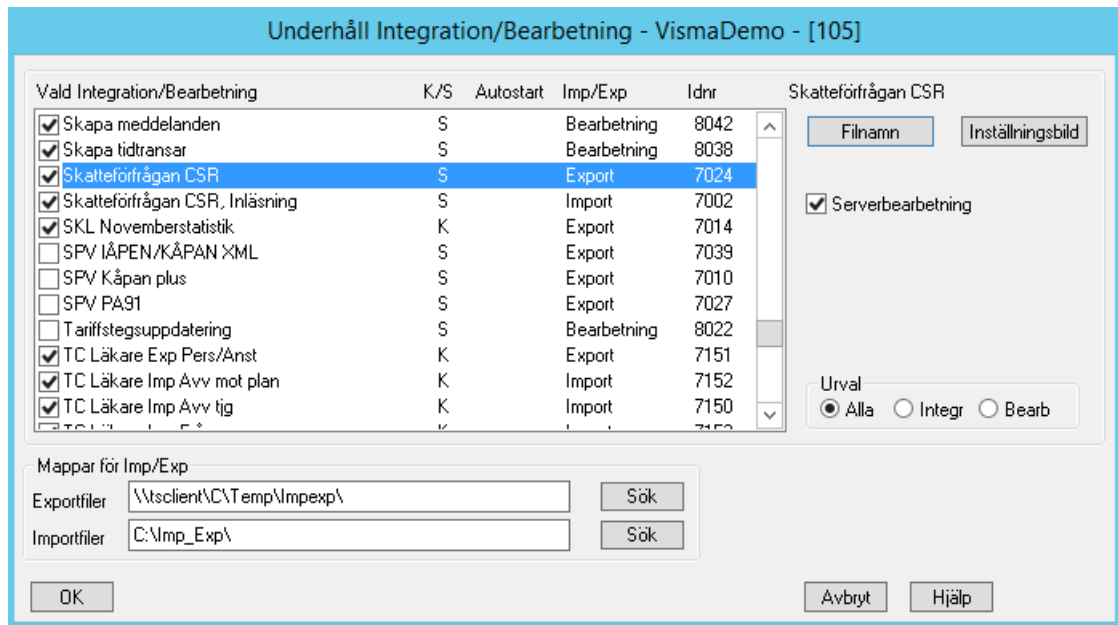 Underhåll Integration/Bearbetning - VismaDemo - [105]
Vald Integration/Bearbetning K/S Autostart Imp/Exp Idnr Skatteförfrågan CSR
Skapa meddelanden S Bearbetning 8042
Filnamn Inställningsbild
Skapa tidtransar S Bearbetning 8038
Skatteförfrågan CSR S Export 7024
Skatteförfrågan CSR, Inläsning S Import 7002
Serverbearbetning
SKL Novemberstatistik K Export 7014
SPV IÅPEN/KÅPAN XML S Export 7039
SPV Kåpan plus S Export 7010
SPV PA91 S Export 7027
Tariffstegsuppdatering S Bearbetning 8022
TC Läkare Exp Pers/Anst K Export 7151
TC Läkare Imp Avv mot plan K Import 7152
TC Läkare Imp Avv tjg K Import 7150
Urval
Alla Integr Bearb
Mappar för Imp/Exp
Exportfiler \\tsclient\C\Temp\Impexp\ Sök
Importfiler C:\Imp_Exp\ Sök
OK Avbryt Hjälp